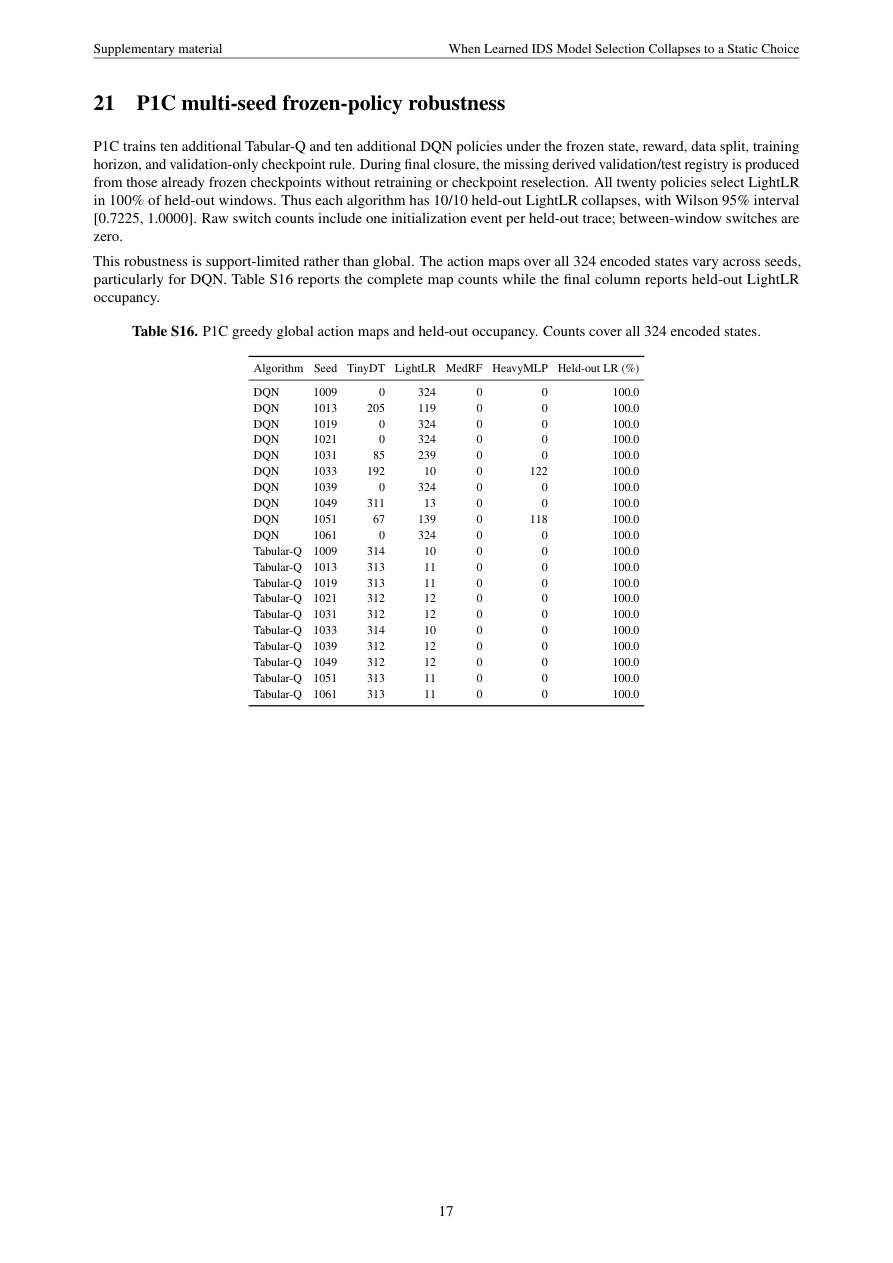 Supplementary material When Learned IDS Model Selection Collapses to a Static Choice
21 P1C multi-seed frozen-policy robustness
P1C trains ten additional Tabular-Q and ten additional DQN policies under the frozen state, reward, data split, training
horizon, and validation-only checkpoint rule. During final closure, the missing derived validation/test registry is produced
from those already frozen checkpoints without retraining or checkpoint reselection. All twenty policies select LightLR
in 100% of held-out windows. Thus each algorithm has 10/10 held-out LightLR collapses, with Wilson 95% interval
[0.7225, 1.0000]. Raw switch counts include one initialization event per held-out trace; between-window switches are
zero.
This robustness is support-limited rather than global. The action maps over all 324 encoded states vary across seeds,
particularly for DQN. Table S16 reports the complete map counts while the final column reports held-out LightLR
occupancy.
Table S16. P1C greedy global action maps and held-out occupancy. Counts cover all 324 encoded states.
Algorithm Seed TinyDT LightLR MedRF HeavyMLP Held-out LR (%)
DQN 1009 0 324 0 0 100.0
DQN 1013 205 119 0 0 100.0
DQN 1019 0 324 0 0 100.0
DQN 1021 0 324 0 0 100.0
DQN 1031 85 239 0 0 100.0
DQN 1033 192 10 0 122 100.0
DQN 1039 0 324 0 0 100.0
DQN 1049 311 13 0 0 100.0
DQN 1051 67 139 0 118 100.0
DQN 1061 0 324 0 0 100.0
Tabular-Q 1009 314 10 0 0 100.0
Tabular-Q 1013 313 11 0 0 100.0
Tabular-Q 1019 313 11 0 0 100.0
Tabular-Q 1021 312 12 0 0 100.0
Tabular-Q 1031 312 12 0 0 100.0
Tabular-Q 1033 314 10 0 0 100.0
Tabular-Q 1039 312 12 0 0 100.0
Tabular-Q 1049 312 12 0 0 100.0
Tabular-Q 1051 313 11 0 0 100.0
Tabular-Q 1061 313 11 0 0 100.0
17